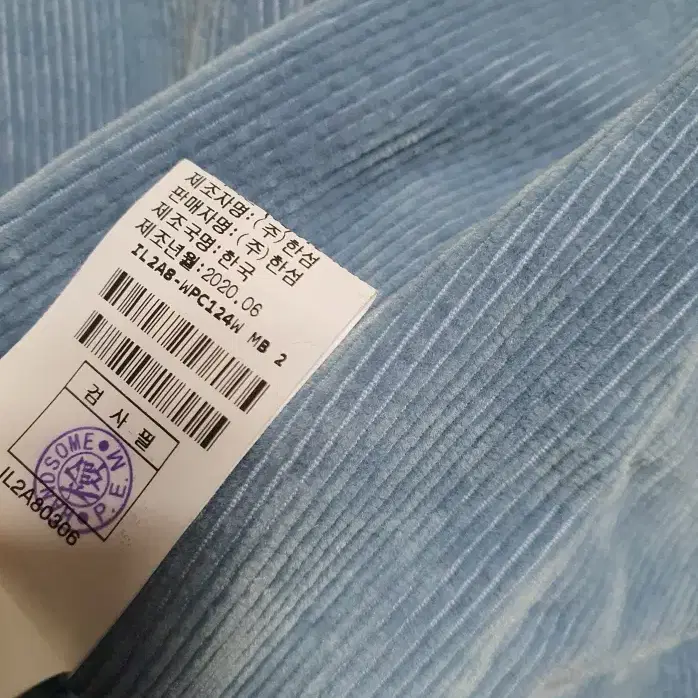 제조자명: (주)한섬
판매자명: (주)한섬
제조국명: 한국
제조년월: 2020.06
IL2A8-WPC124W MB 2
검 사 필
WOOSOME P.E.M
IL2A80306